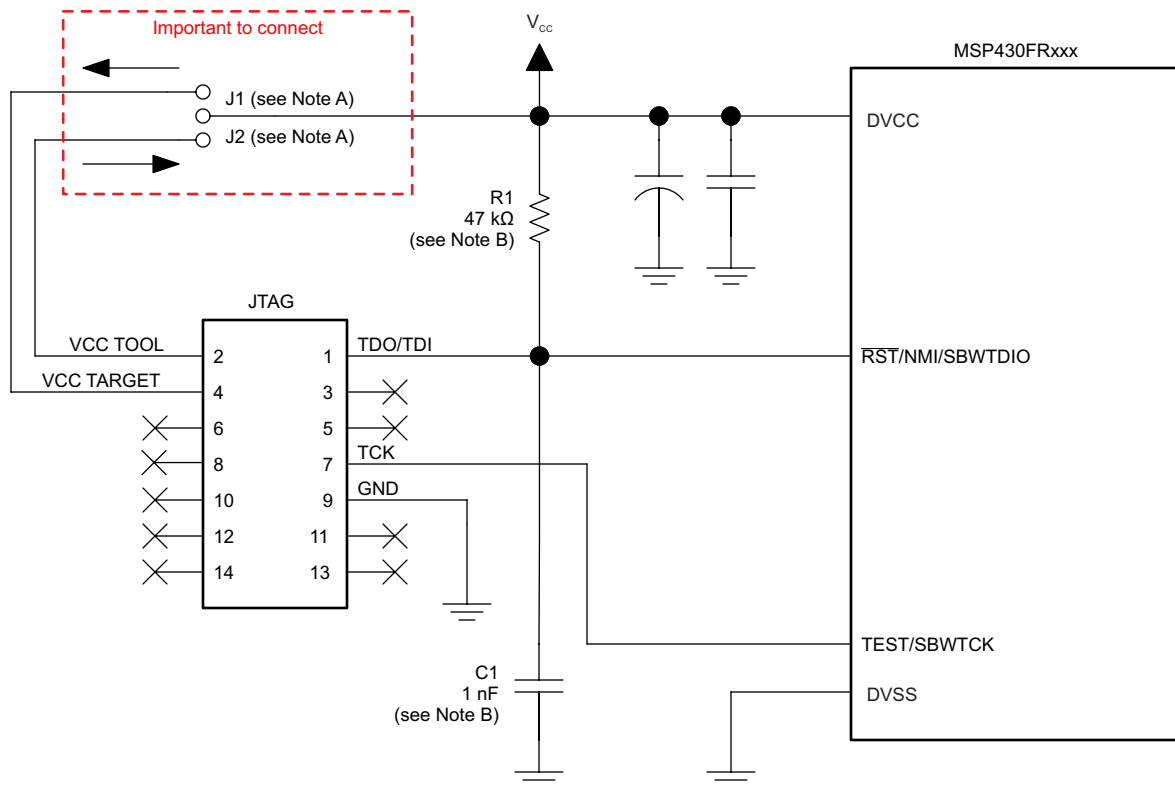 Important to connect
V_CC
MSP430FRxxx
J1 (see Note A)
J2 (see Note A)
DVCC
R1
47 kΩ
(see Note B)
JTAG
VCC TOOL
2
1
TDO/TDI
RST/NMI/SBWTDIO
VCC TARGET
4
3
6
5
8
7
TCK
10
9
GND
12
11
14
13
TEST/SBWTCK
C1
1 nF
(see Note B)
DVSS